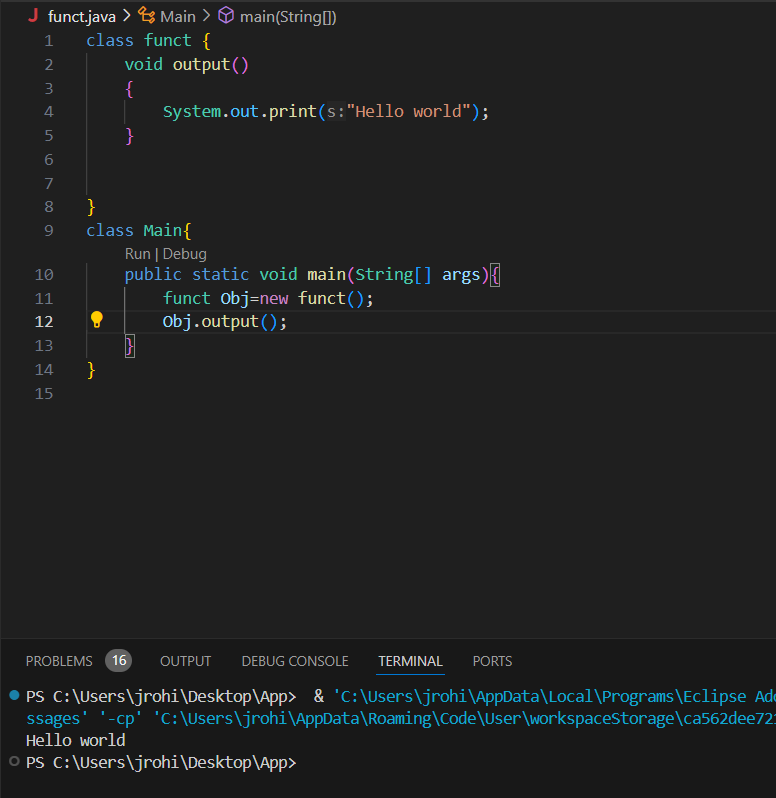 J funct.java > Main > main(String[])
1 class funct {
2 void output()
3 {
4 System.out.print(s:"Hello world");
5 }
6
7
8 }
9 class Main{
Run | Debug
10 public static void main(String[] args){
11 funct Obj=new funct();
12 Obj.output();
13 }
14 }
15
PROBLEMS 16 OUTPUT DEBUG CONSOLE TERMINAL PORTS
PS C:\Users\jrohi\Desktop\App> & 'C:\Users\jrohi\AppData\Local\Programs\Eclipse Ad
ssages' '-cp' 'C:\Users\jrohi\AppData\Roaming\Code\User\workspaceStorage\ca562dee72
Hello world
PS C:\Users\jrohi\Desktop\App>